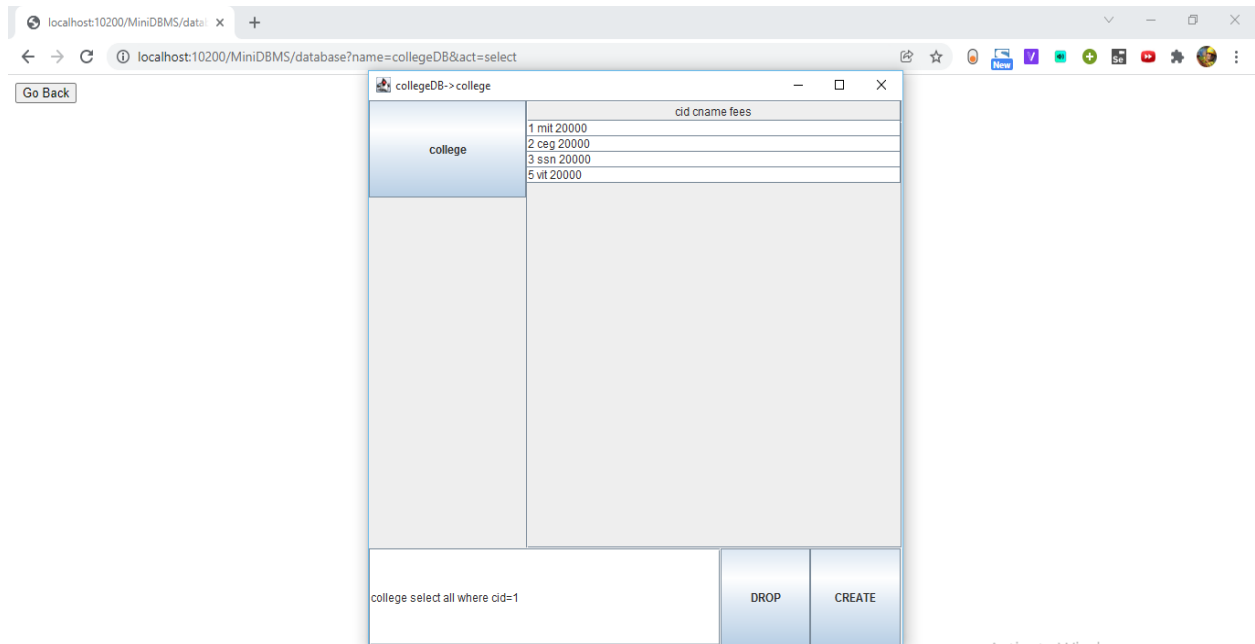 localhost:10200/MiniDBMS/datal
localhost:10200/MiniDBMS/database?name=collegeDB&act=select
New
Se
Go Back
collegeDB->college
college
cid cname fees
1 mit 20000
2 ceg 20000
3 ssn 20000
5 vit 20000
college select all where cid=1
DROP
CREATE